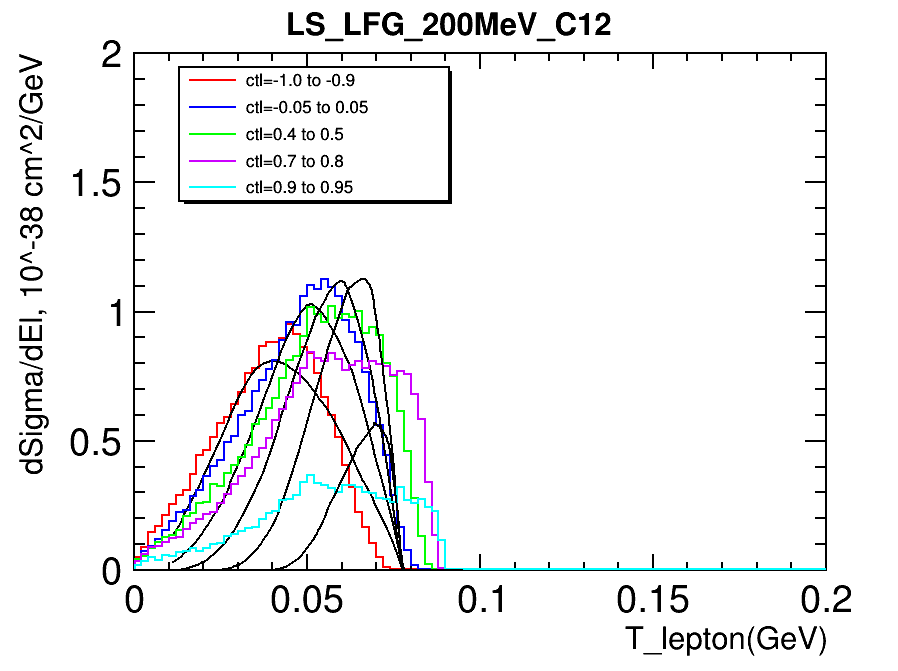 LS_LFG_200MeV_C12
dSigma/dEl, 10^-38 cm^2/GeV
2
1.5
1
0.5
0
ctl=-1.0 to -0.9
ctl=-0.05 to 0.05
ctl=0.4 to 0.5
ctl=0.7 to 0.8
ctl=0.9 to 0.95
0 0.05 0.1 0.15 0.2
T_lepton(GeV)